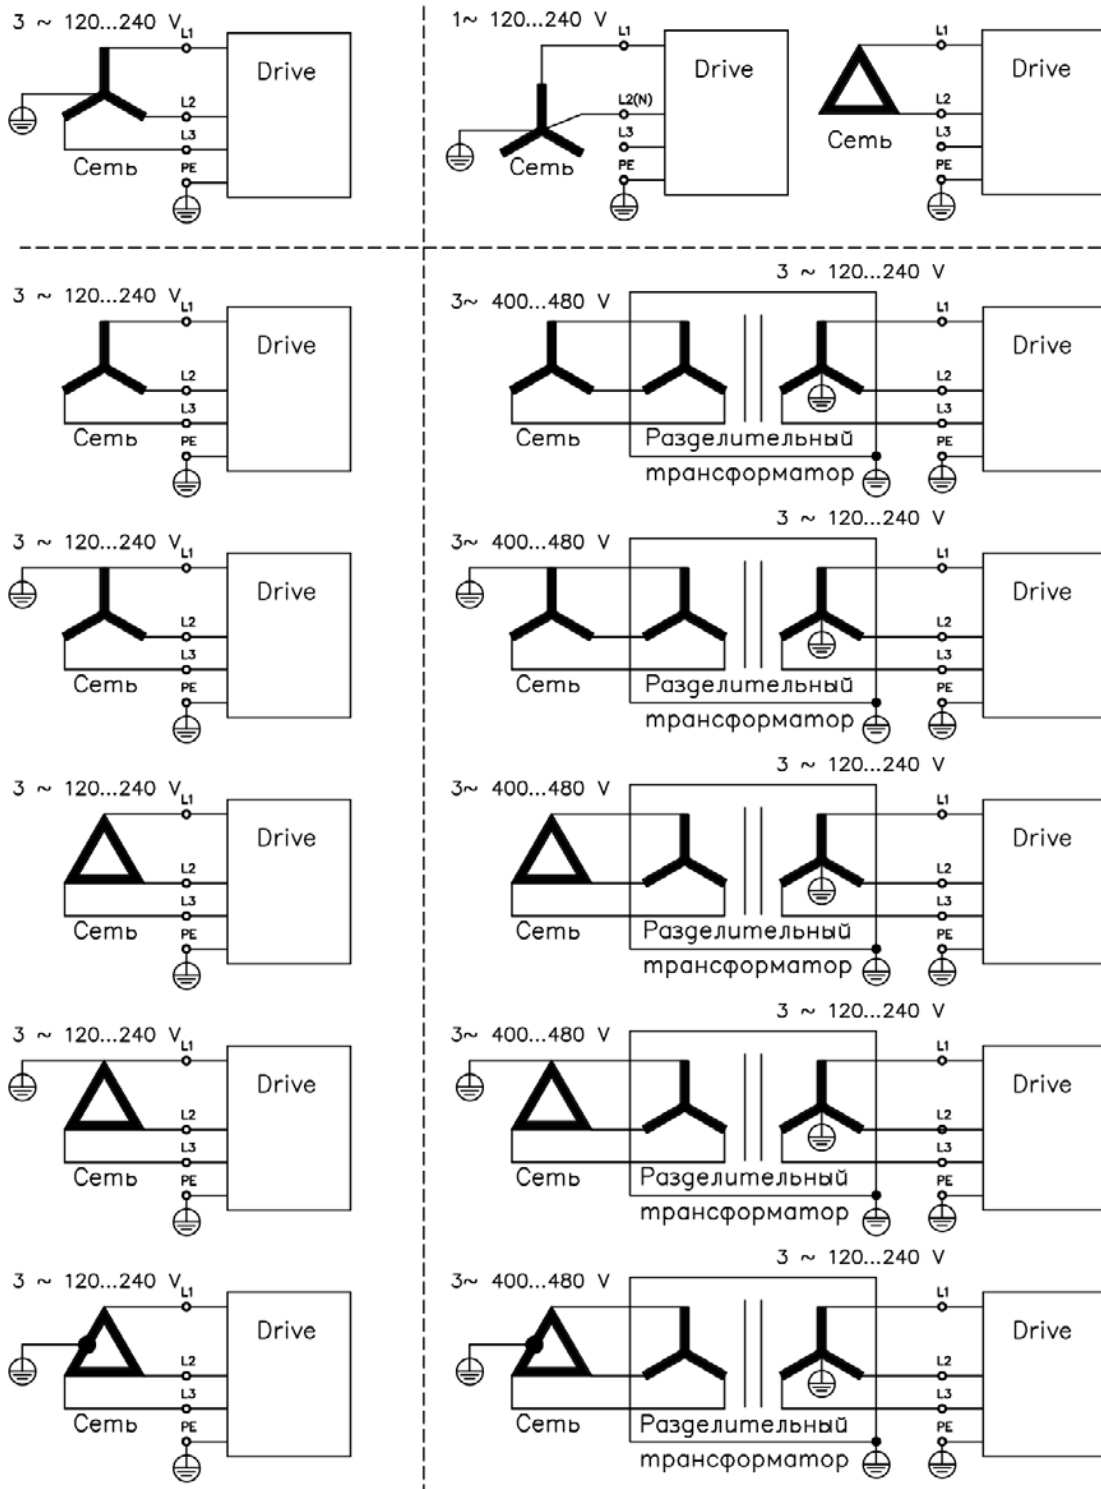 3 ~ 120...240 V
L1
Drive
L2
L3
Сеть
PE
1~ 120...240 V
L1
Drive
L2(N)
L3
Сеть
PE
L1
Drive
L2
Сеть
L3
PE
3 ~ 120...240 V
L1
Drive
L2
L3
Сеть
PE
3 ~ 120...240 V
3~ 400...480 V
L1
Drive
L2
L3
Сеть
Разделительный
PE
трансформатор
3 ~ 120...240 V
L1
Drive
L2
L3
Сеть
PE
3 ~ 120...240 V
3~ 400...480 V
L1
Drive
L2
L3
Сеть
Разделительный
PE
трансформатор
3 ~ 120...240 V
L1
Drive
L2
L3
Сеть
PE
3 ~ 120...240 V
3~ 400...480 V
L1
Drive
L2
L3
Сеть
Разделительный
PE
трансформатор
3 ~ 120...240 V
L1
Drive
L2
L3
Сеть
PE
3 ~ 120...240 V
3~ 400...480 V
L1
Drive
L2
L3
Сеть
Разделительный
PE
трансформатор
3 ~ 120...240 V
L1
Drive
L2
L3
Сеть
PE
3 ~ 120...240 V
3~ 400...480 V
L1
Drive
L2
L3
Сеть
Разделительный
PE
трансформатор